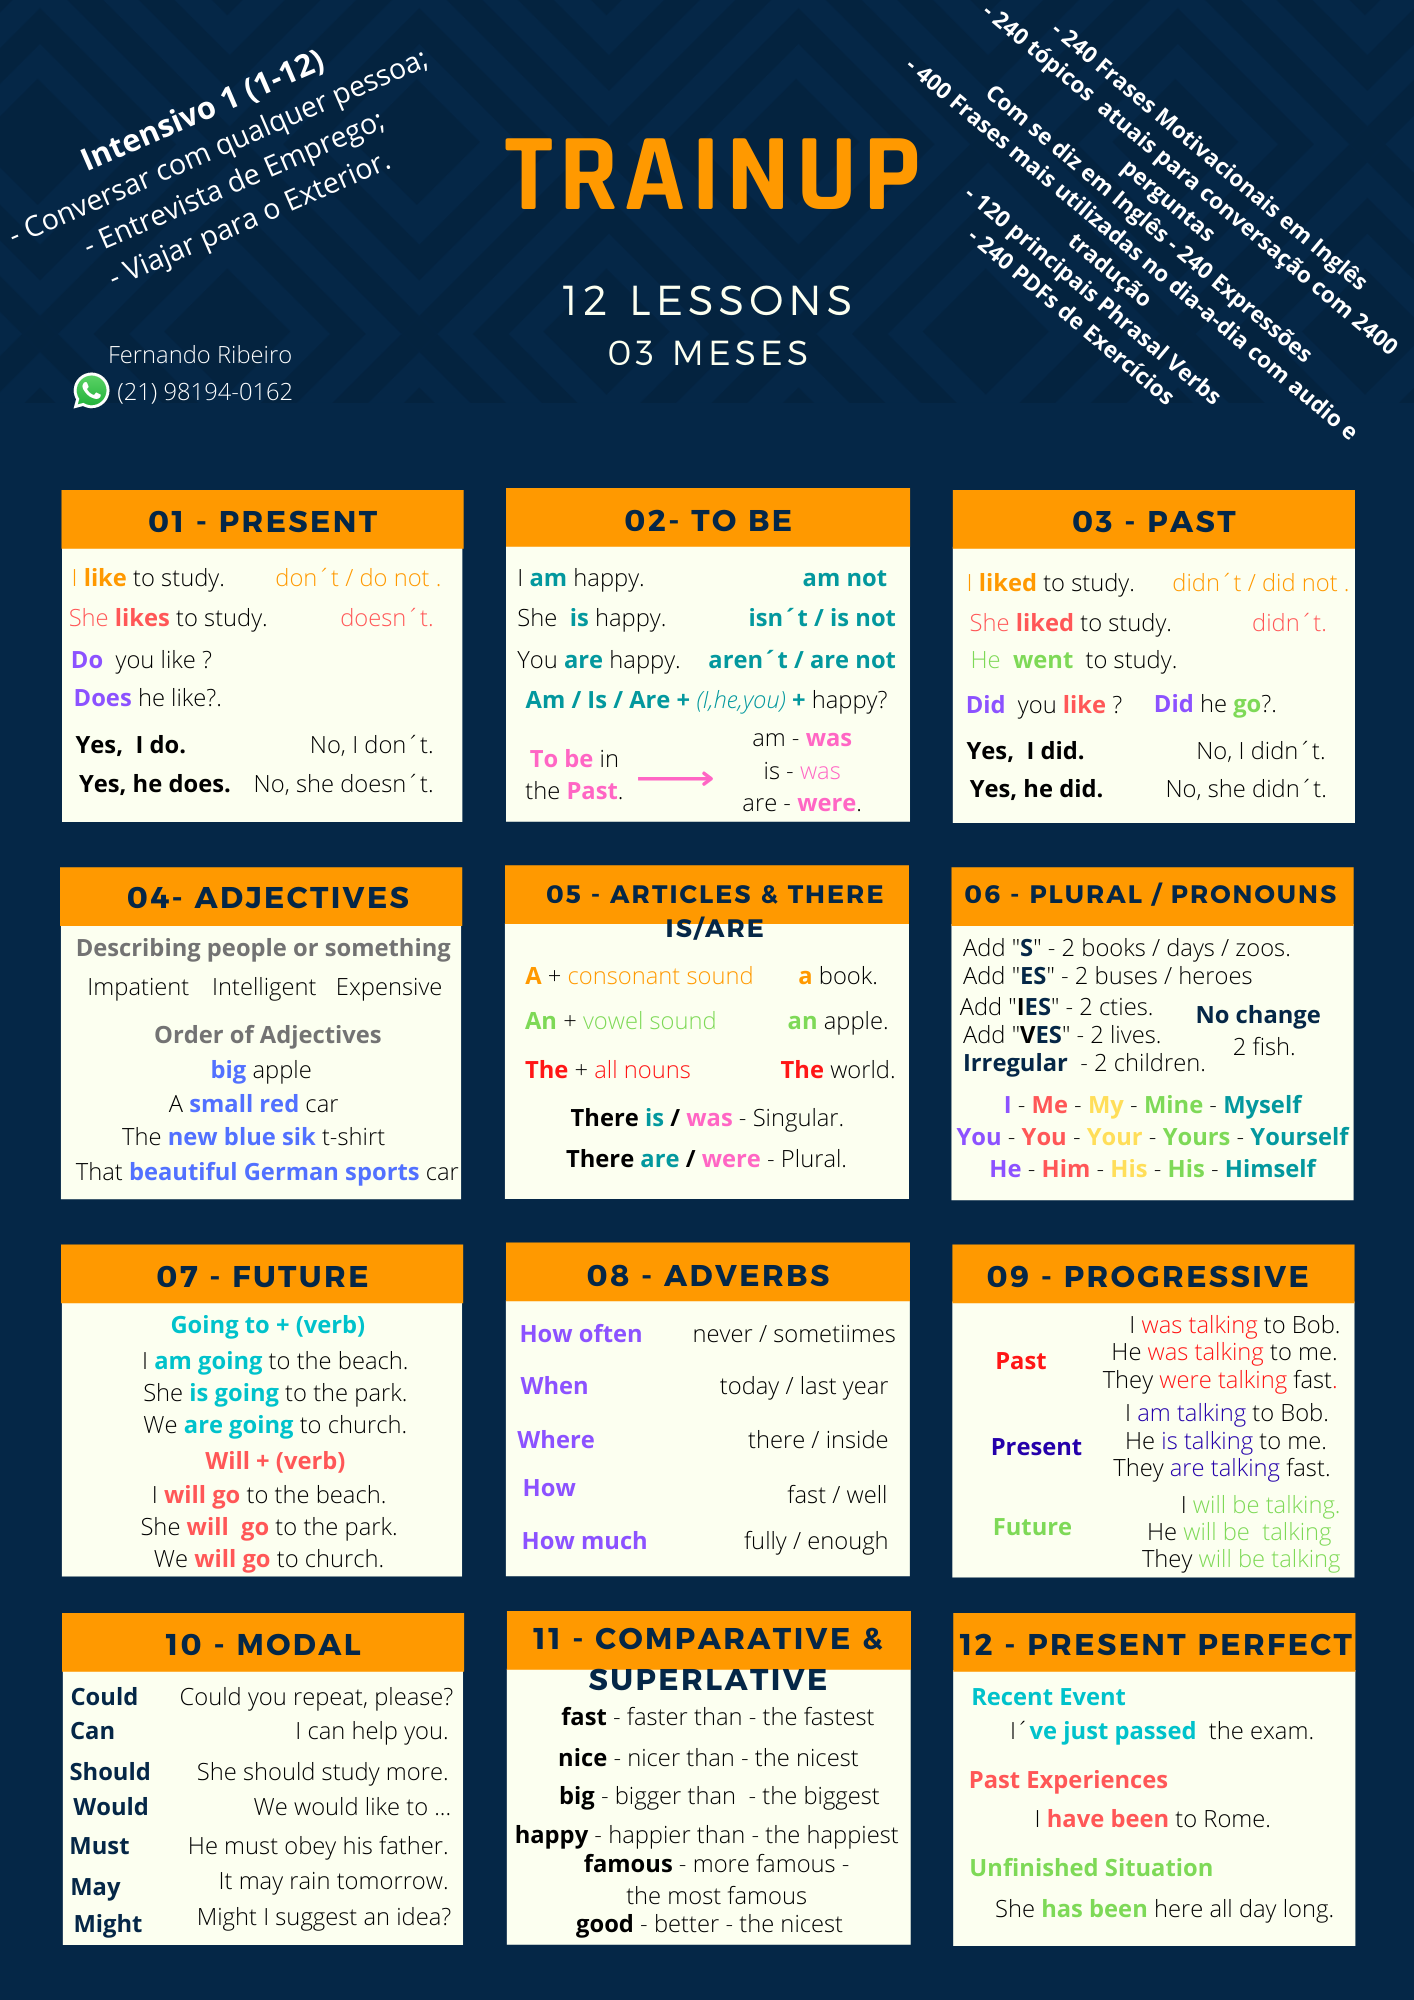 Intensivo 1 (1-12)
- Conversar com qualquer pessoa;
- Entrevista de Emprego;
- Viajar para o Exterior.
Fernando Ribeiro
(21) 98194-0162
TRAINUP
12 LESSONS
03 MESES
- 240 Frases Motivacionais em Inglês
- 240 tópicos atuais para conversação com 2400
perguntas
Com se diz em Inglês - 240 Expressões
- 400 Frases mais utilizadas no dia-a-dia com audio e
tradução
- 120 principais Phrasal Verbs
- 240 PDFs de Exercícios
01 - PRESENT
I like to study. don´t / do not .
She likes to study. doesn´t.
Do you like ?
Does he like?.
Yes, I do. No, I don´t.
Yes, he does. No, she doesn´t.
02- TO BE
I am happy. am not
She is happy. isn´t / is not
You are happy. aren´t / are not
Am / Is / Are + (I,he,you) + happy?
To be in
the Past.
am - was
is - was
are - were.
03 - PAST
I liked to study. didn´t / did not .
She liked to study. didn´t.
He went to study.
Did you like ? Did he go?.
Yes, I did. No, I didn´t.
Yes, he did. No, she didn´t.
04- ADJECTIVES
Describing people or something
Impatient Intelligent Expensive
Order of Adjectives
big apple
A small red car
The new blue sik t-shirt
That beautiful German sports car
05 - ARTICLES & THERE
IS/ARE
A + consonant sound a book.
An + vowel sound an apple.
The + all nouns The world.
There is / was - Singular.
There are / were - Plural.
06 - PLURAL / PRONOUNS
Add "S" - 2 books / days / zoos.
Add "ES" - 2 buses / heroes
Add "IES" - 2 cties.
Add "VES" - 2 lives.
Irregular - 2 children.
No change
2 fish.
I - Me - My - Mine - Myself
You - You - Your - Yours - Yourself
He - Him - His - His - Himself
07 - FUTURE
Going to + (verb)
I am going to the beach.
She is going to the park.
We are going to church.
Will + (verb)
I will go to the beach.
She will go to the park.
We will go to church.
08 - ADVERBS
How often never / sometiimes
When today / last year
Where there / inside
How fast / well
How much fully / enough
09 - PROGRESSIVE
Past
I was talking to Bob.
He was talking to me.
They were talking fast.
Present
I am talking to Bob.
He is talking to me.
They are talking fast.
Future
I will be talking.
He will be talking
They will be talking
10 - MODAL
Could Could you repeat, please?
Can I can help you.
Should She should study more.
Would We would like to ...
Must He must obey his father.
May It may rain tomorrow.
Might Might I suggest an idea?
11 - COMPARATIVE &
SUPERLATIVE
fast - faster than - the fastest
nice - nicer than - the nicest
big - bigger than - the biggest
happy - happier than - the happiest
famous - more famous -
the most famous
good - better - the nicest
12 - PRESENT PERFECT
Recent Event
I´ve just passed the exam.
Past Experiences
I have been to Rome.
Unfinished Situation
She has been here all day long.